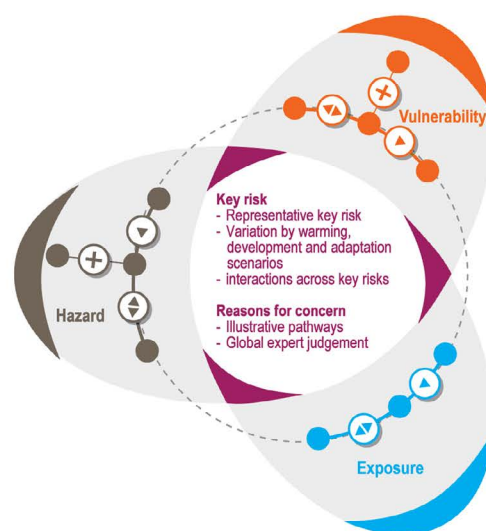 Vulnerability
Key risk
- Representative key risk
- Variation by warming,
development and adaptation
scenarios
- interactions across key risks
Reasons for concern
- Illustrative pathways
- Global expert judgement
Hazard
Exposure